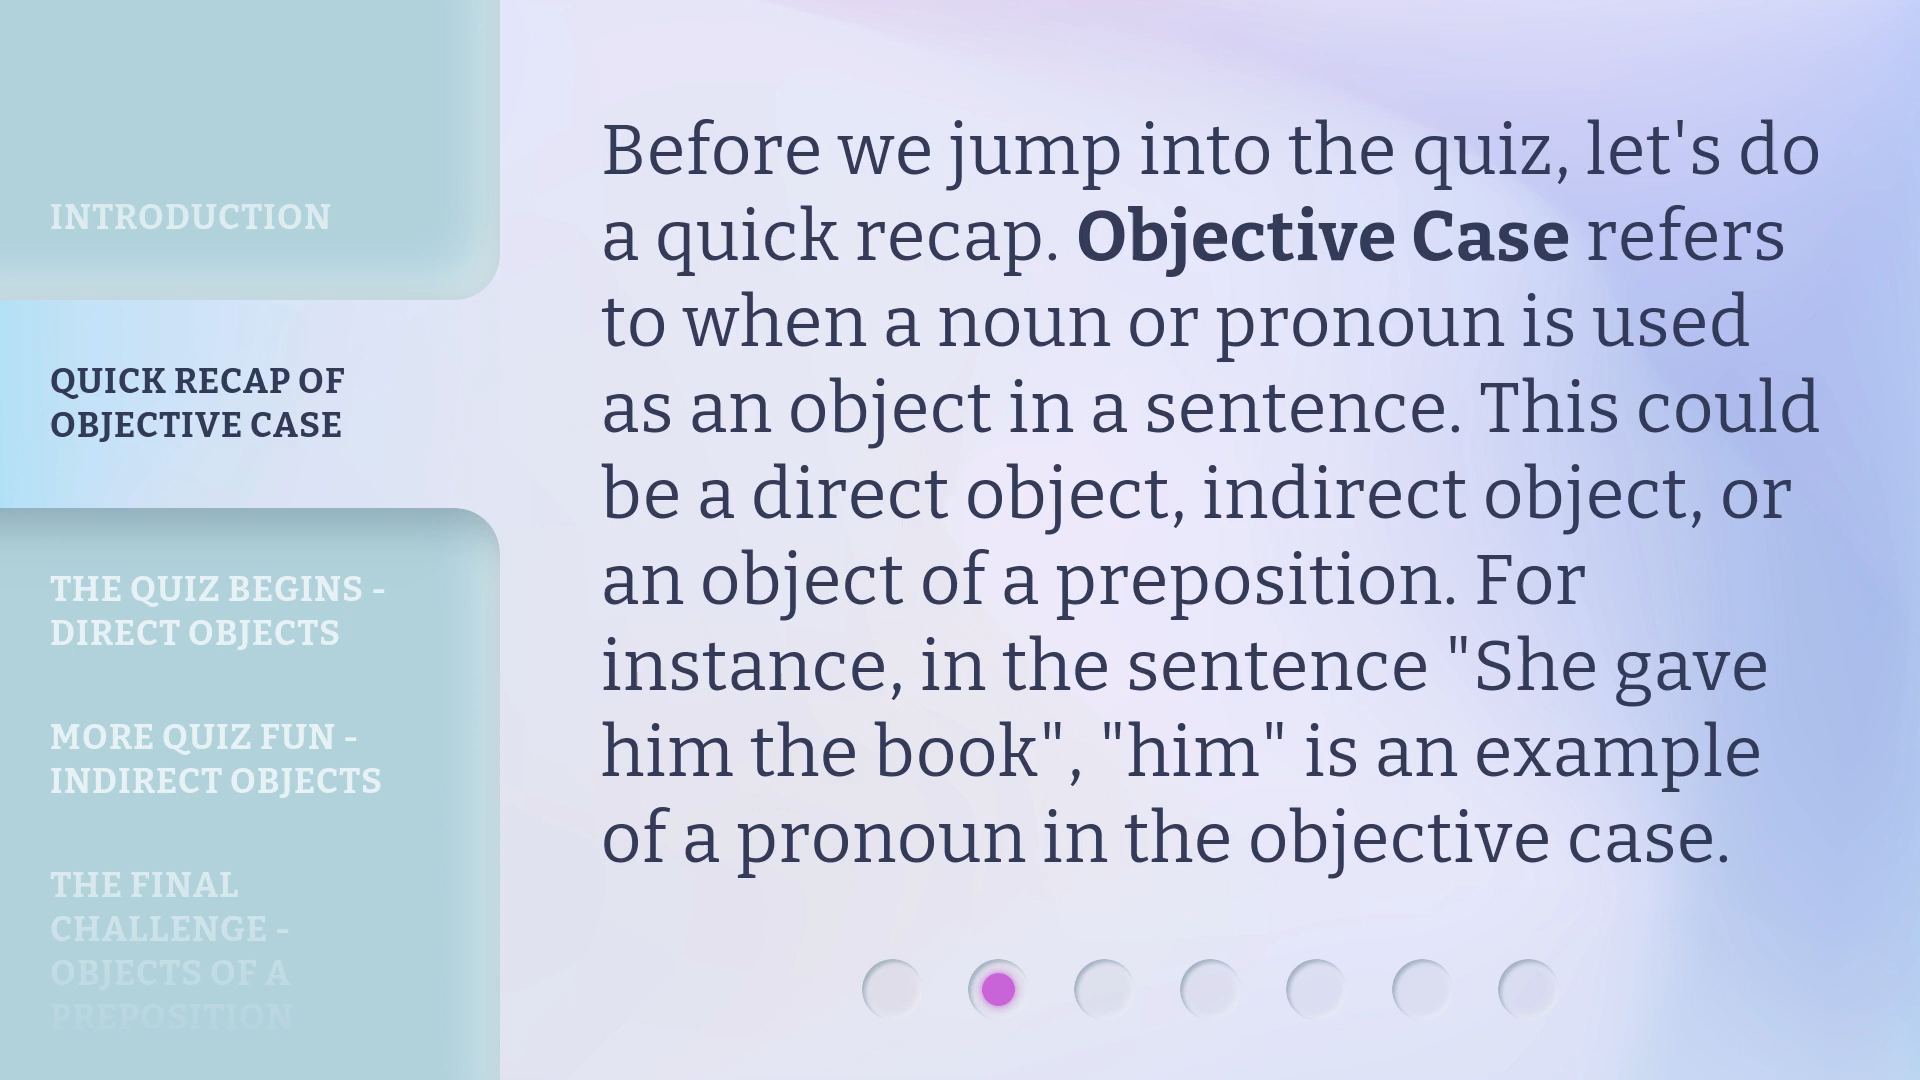 INTRODUCTION
QUICK RECAP OF
OBJECTIVE CASE
THE QUIZ BEGINS -
DIRECT OBJECTS
MORE QUIZ FUN -
INDIRECT OBJECTS
THE FINAL
CHALLENGE -
OBJECTS OF A
PREPOSITION
Before we jump into the quiz, let's do
a quick recap. Objective Case refers
to when a noun or pronoun is used
as an object in a sentence. This could
be a direct object, indirect object, or
an object of a preposition. For
instance, in the sentence "She gave
him the book", "him" is an example
of a pronoun in the objective case.